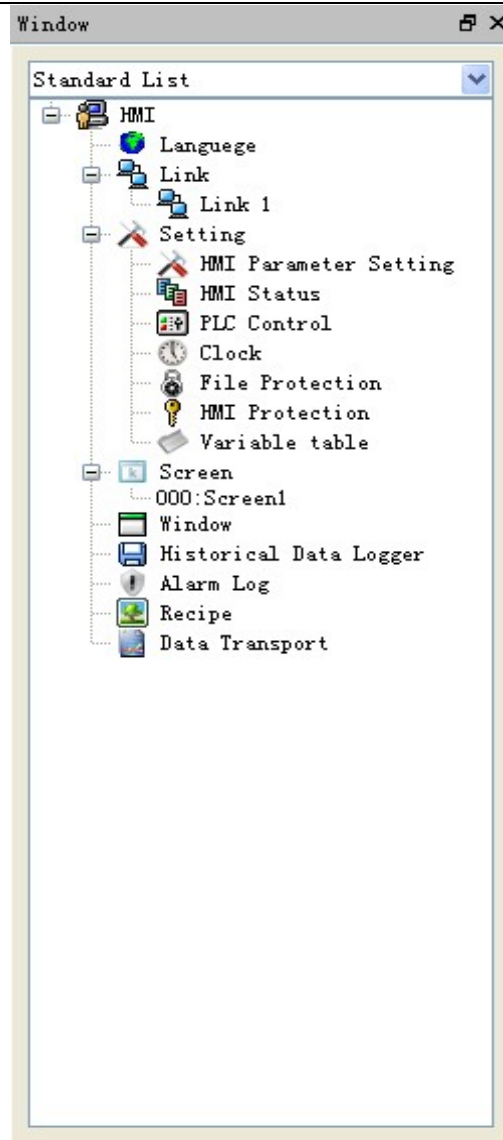 Window
Standard List
HMI
Languege
Link
Link 1
Setting
HMI Parameter Setting
HMI Status
PLC Control
Clock
File Protection
HMI Protection
Variable table
Screen
000:Screen1
Window
Historical Data Logger
Alarm Log
Recipe
Data Transport